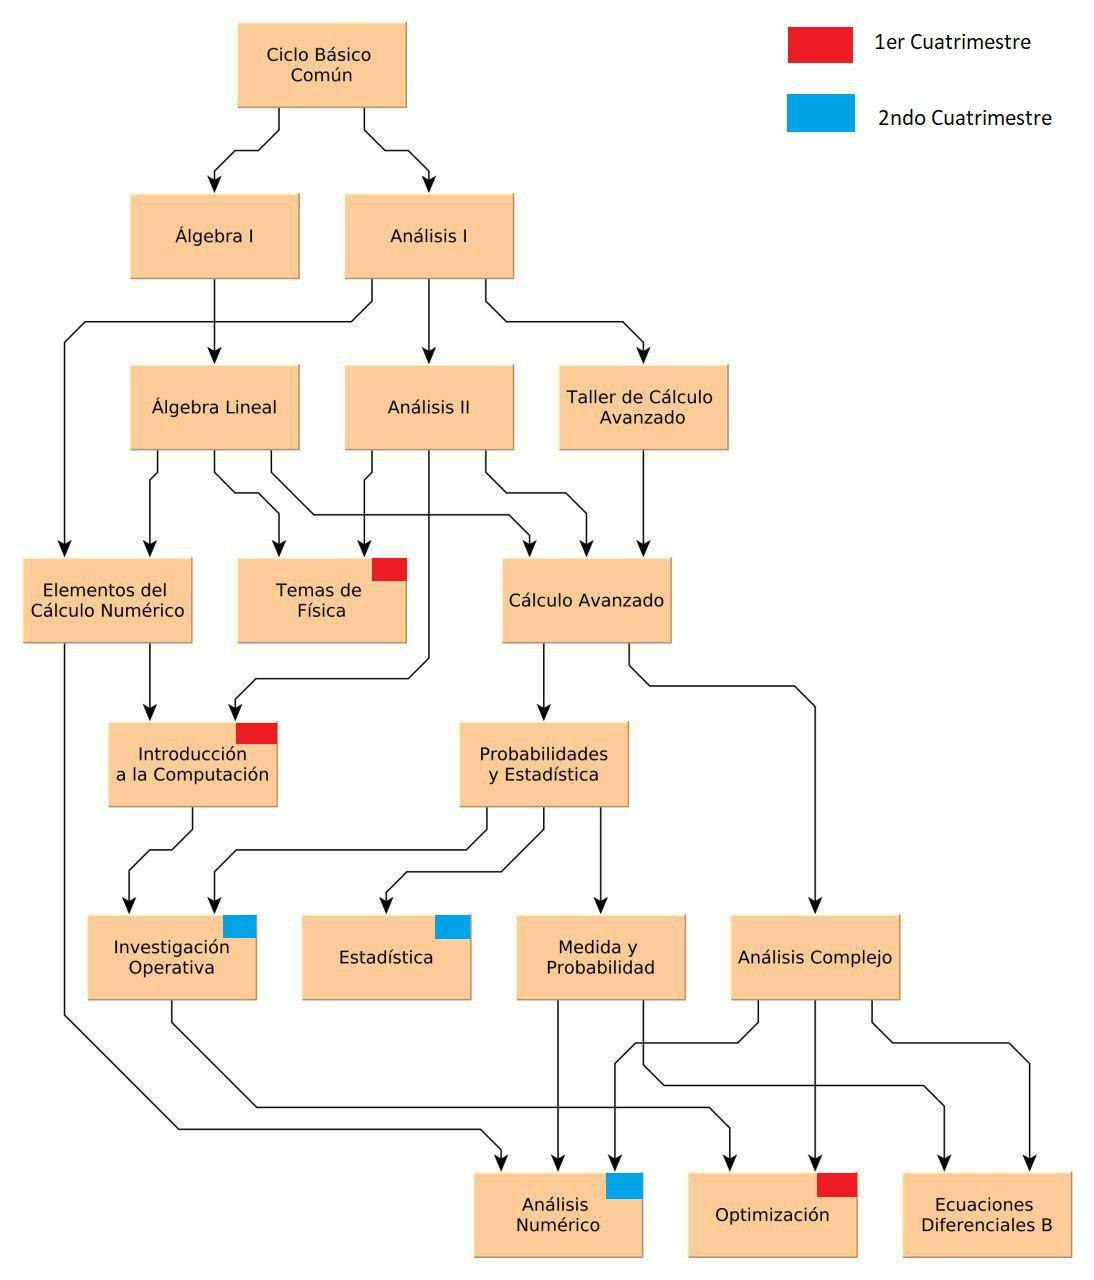 Ciclo Básico
Común
1er Cuatrimestre
2ndo Cuatrimestre
Álgebra I
Análisis I
Álgebra Lineal
Análisis II
Taller de Cálculo
Avanzado
Elementos del
Cálculo Numérico
Temas de
Física
Cálculo Avanzado
Introducción
a la Computación
Probabilidades
y Estadística
Investigación
Operativa
Estadística
Medida y
Probabilidad
Análisis Complejo
Análisis
Numérico
Optimización
Ecuaciones
Diferenciales B